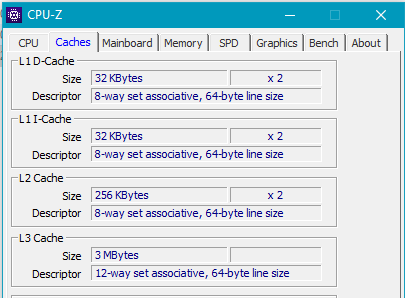 CPU-Z
CPU Caches Mainboard Memory SPD Graphics Bench About
L1 D-Cache
Size 32 KBytes x 2
Descriptor 8-way set associative, 64-byte line size
L1 I-Cache
Size 32 KBytes x 2
Descriptor 8-way set associative, 64-byte line size
L2 Cache
Size 256 KBytes x 2
Descriptor 8-way set associative, 64-byte line size
L3 Cache
Size 3 MBytes
Descriptor 12-way set associative, 64-byte line size